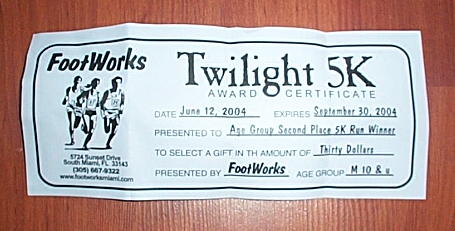 FootWorks
5724 Sunset Drive
South Miami, FL 33143
(305) 667-9322
www.footworksmiami.com
Twilight 5K
AWARD CERTIFICATE
DATE June 12, 2004 EXPIRES September 30, 2004
PRESENTED TO Age Group Second Place 5K Run Winner
TO SELECT A GIFT IN TH AMOUNT OF Thirty Dollars
PRESENTED BY FootWorks AGE GROUP M 10 & u